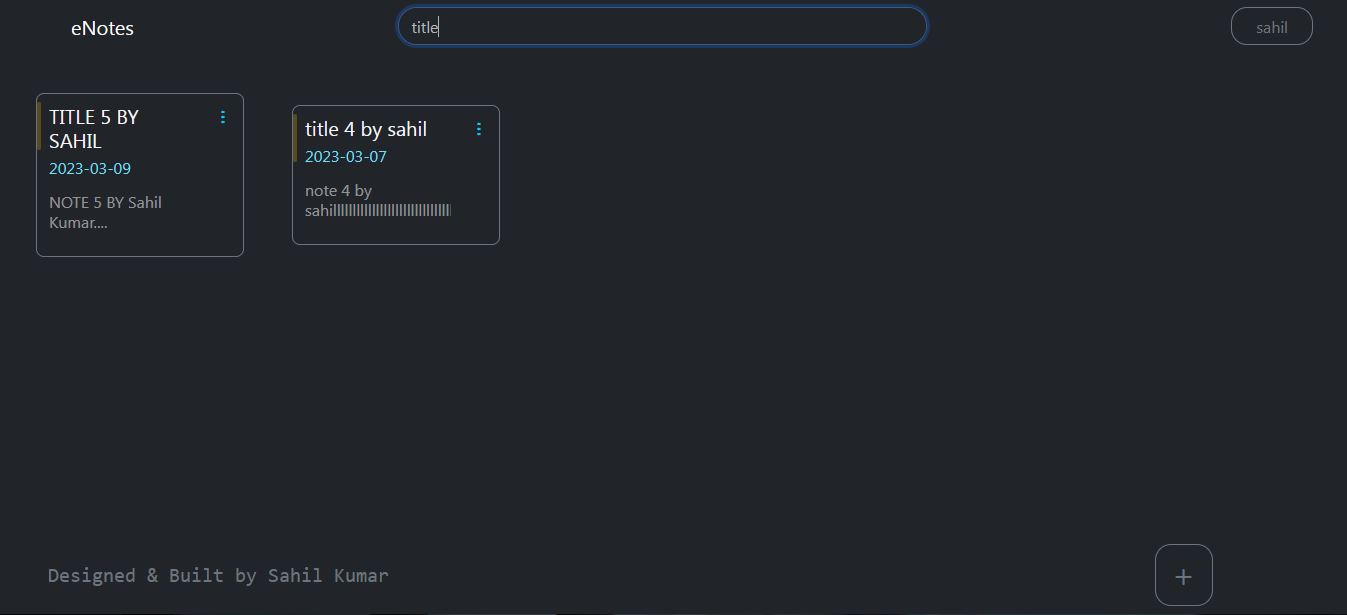 eNotes
title
sahil
TITLE 5 BY
SAHIL
2023-03-09
NOTE 5 BY Sahil
Kumar....
title 4 by sahil
2023-03-07
note 4 by
sahilllllllllllllllllllllllllllllll
Designed & Built by Sahil Kumar
+